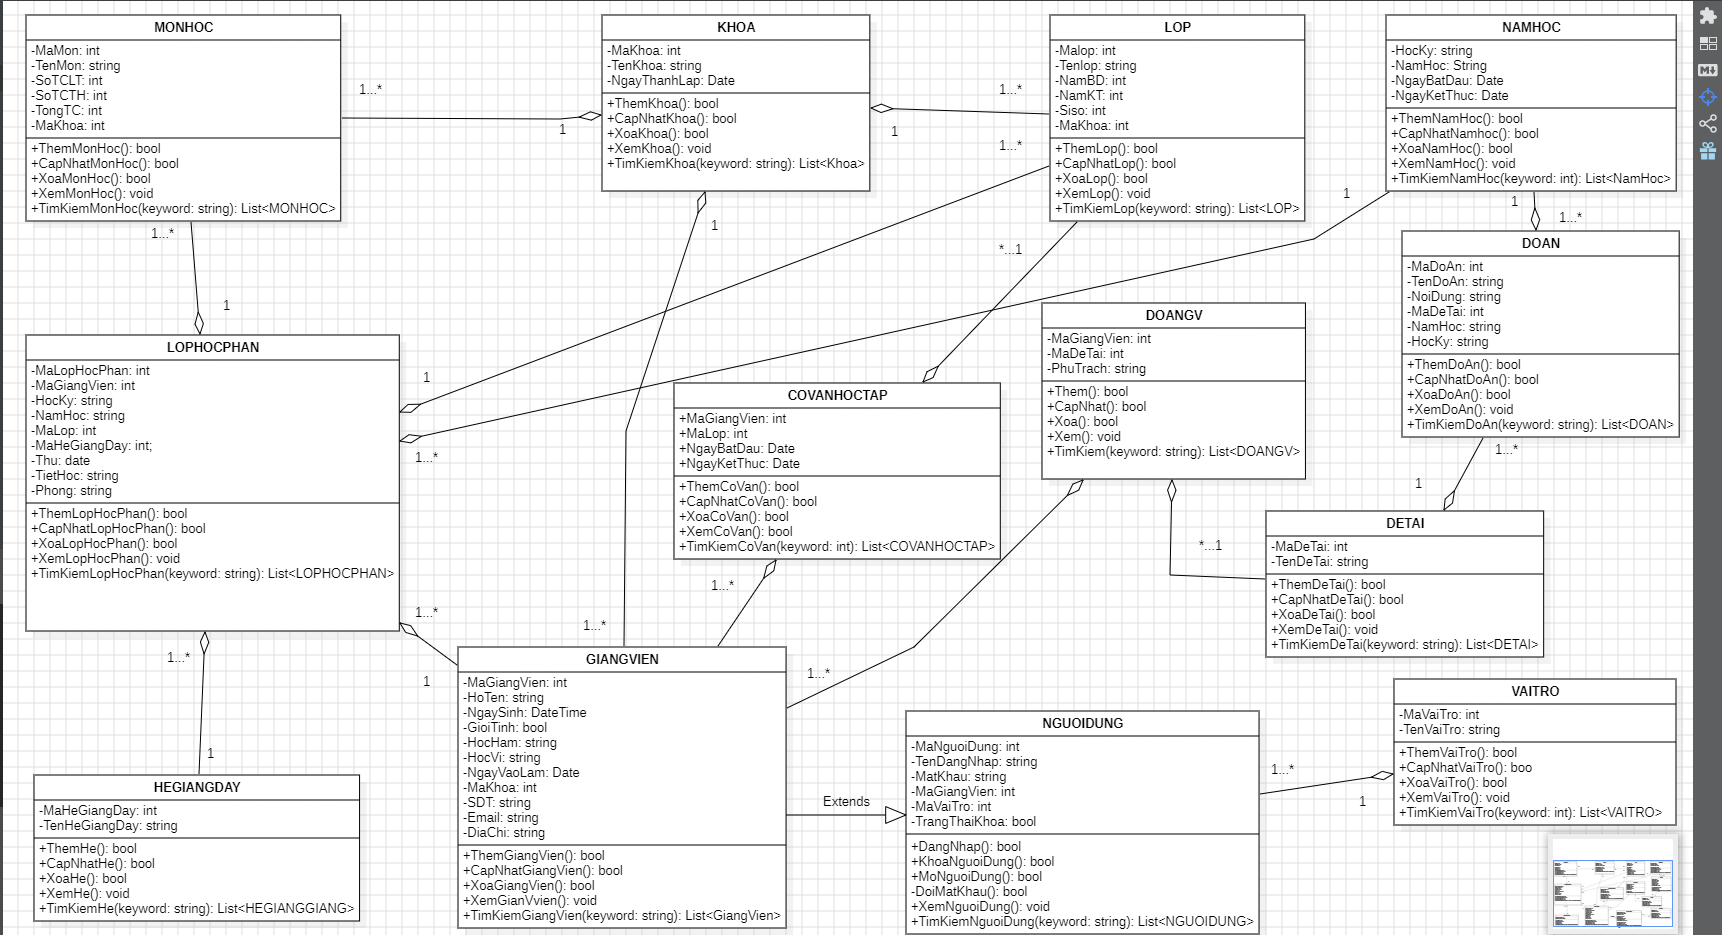 MONHOC
-MaMon: int
-TenMon: string
-SoTCLT: int
-SoTCTH: int
-TongTC: int
-MaKhoa: int
+ThemMonHoc(): bool
+CapNhatMonHoc(): bool
+XoaMonHoc(): bool
+XemMonHoc(): void
+TimKiemMonHoc(keyword: string): List<MONHOC>
1...*
1
KHOA
-MaKhoa: int
-TenKhoa: string
-NgayThanhLap: Date
+ThemKhoa(): bool
+CapNhatKhoa(): bool
+XoaKhoa(): bool
+XemKhoa(): void
+TimKiemKhoa(keyword: string): List<Khoa>
1
1...*
1...*
LOP
-Malop: int
-Tenlop: string
-NamBD: int
-NamKT: int
-Siso: int
-MaKhoa: int
+ThemLop(): bool
+CapNhatLop(): bool
+XoaLop(): bool
+XemLop(): void
+TimKiemLop(keyword: string): List<LOP>
NAMHOC
-HocKy: string
-NamHoc: String
-NgayBatDau: Date
-NgayKetThuc: Date
+ThemNamHoc(): bool
+CapNhatNamhoc(): bool
+XoaNamHoc(): bool
+XemNamHoc(): void
+TimKiemNamHoc(keyword: int): List<NamHoc>
1
1
1...*
1...*
1
1
*...1
DOAN
-MaDoAn: int
-TenDoAn: string
-NoiDung: string
-MaDeTai: int
-NamHoc: string
-HocKy: string
+ThemDoAn(): bool
+CapNhatDoAn(): bool
+XoaDoAn(): bool
+XemDoAn(): void
+TimKiemDoAn(keyword: string): List<DOAN>
1...*
1
LOPHOCPHAN
-MaLopHocPhan: int
-MaGiangVien: int
-HocKy: string
-NamHoc: string
-MaLop: int
-MaHeGiangDay: int;
-Thu: date
-TietHoc: string
-Phong: string
+ThemLopHocPhan(): bool
+CapNhatLopHocPhan(): bool
+XoaLopHocPhan(): bool
+XemLopHocPhan(): void
+TimKiemLopHocPhan(keyword: string): List<LOPHOCPHAN>
1
1...*
1...*
1
1...*
1
COVANHOCTAP
+MaGiangVien: int
+MaLop: int
+NgayBatDau: Date
+NgayKetThuc: Date
+ThemCoVan(): bool
+CapNhatCoVan(): bool
+XoaCoVan(): bool
+XemCoVan(): bool
+TimKiemCoVan(keyword: int): List<COVANHOCTAP>
1...*
1...*
DOANGV
-MaGiangVien: int
-MaDeTai: int
-PhuTrach: string
+Them(): bool
+CapNhat(): bool
+Xoa(): bool
+Xem(): void
+TimKiem(keyword: string): List<DOANGV>
*...1
1...*
DETAI
-MaDeTai: int
-TenDeTai: string
+ThemDeTai(): bool
+CapNhatDeTai(): bool
+XoaDeTai(): bool
+XemDeTai(): void
+TimKiemDeTai(keyword: string): List<DETAI>
HEGIANGDAY
-MaHeGiangDay: int
-TenHeGiangDay: string
+ThemHe(): bool
+CapNhatHe(): bool
+XoaHe(): bool
+XemHe(): void
+TimKiemHe(keyword: string): List<HEGIANGGIANG>
GIANGVIEN
-MaGiangVien: int
-HoTen: string
-NgaySinh: DateTime
-GioiTinh: bool
-HocHam: string
-HocVi: string
-NgayVaoLam: Date
-MaKhoa: int
-SDT: string
-Email: string
-DiaChi: string
+ThemGiangVien(): bool
+CapNhatGiangVien(): bool
+XoaGiangVien(): bool
+XemGianVvien(): void
+TimKiemGiangVien(keyword: string): List<GiangVien>
Extends
NGUOIDUNG
-MaNguoiDung: int
-TenDangNhap: string
-MatKhau: string
-MaGiangVien: int
-MaVaiTro: int
-TrangThaiKhoa: bool
+DangNhap(): bool
+KhoaNguoiDung(): bool
+MoNguoiDung(): bool
-DoiMatKhau(): bool
+XemNguoiDung(): void
+TimKiemNguoiDung(keyword: string): List<NGUOIDUNG>
1...*
1
VAITRO
-MaVaiTro: int
-TenVaiTro: string
+ThemVaiTro(): bool
+CapNhatVaiTro(): boo
+XoaVaiTro(): bool
+XemVaiTro(): void
+TimKiemVaiTro(keyword: int): List<VAITRO>